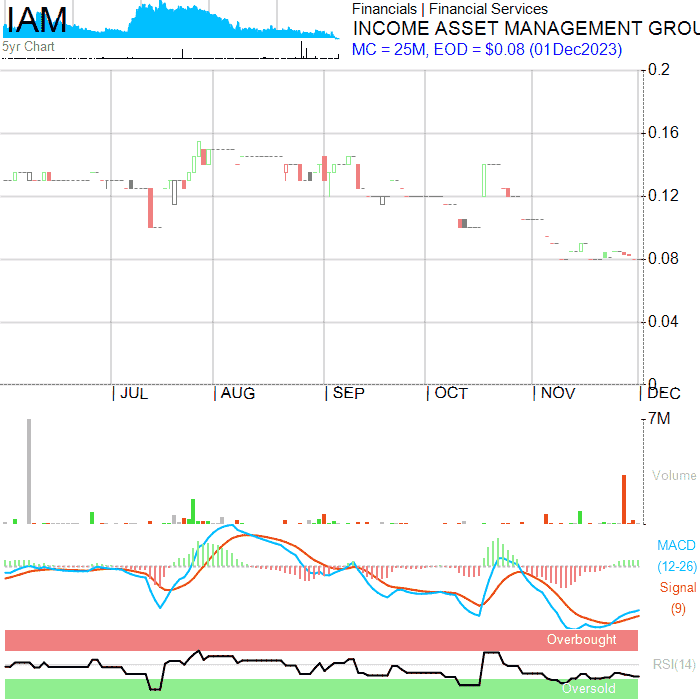 IAM
5yr Chart
Financials | Financial Services
INCOME ASSET MANAGEMENT GROU
MC = 25M, EOD = $0.08 (01Dec2023)
0.2
0.16
0.12
0.08
0.04
0
JUL AUG SEP OCT NOV DEC
7M
Volume
MACD
(12-26)
Signal
(9)
Overbought
RSI(14)
Oversold